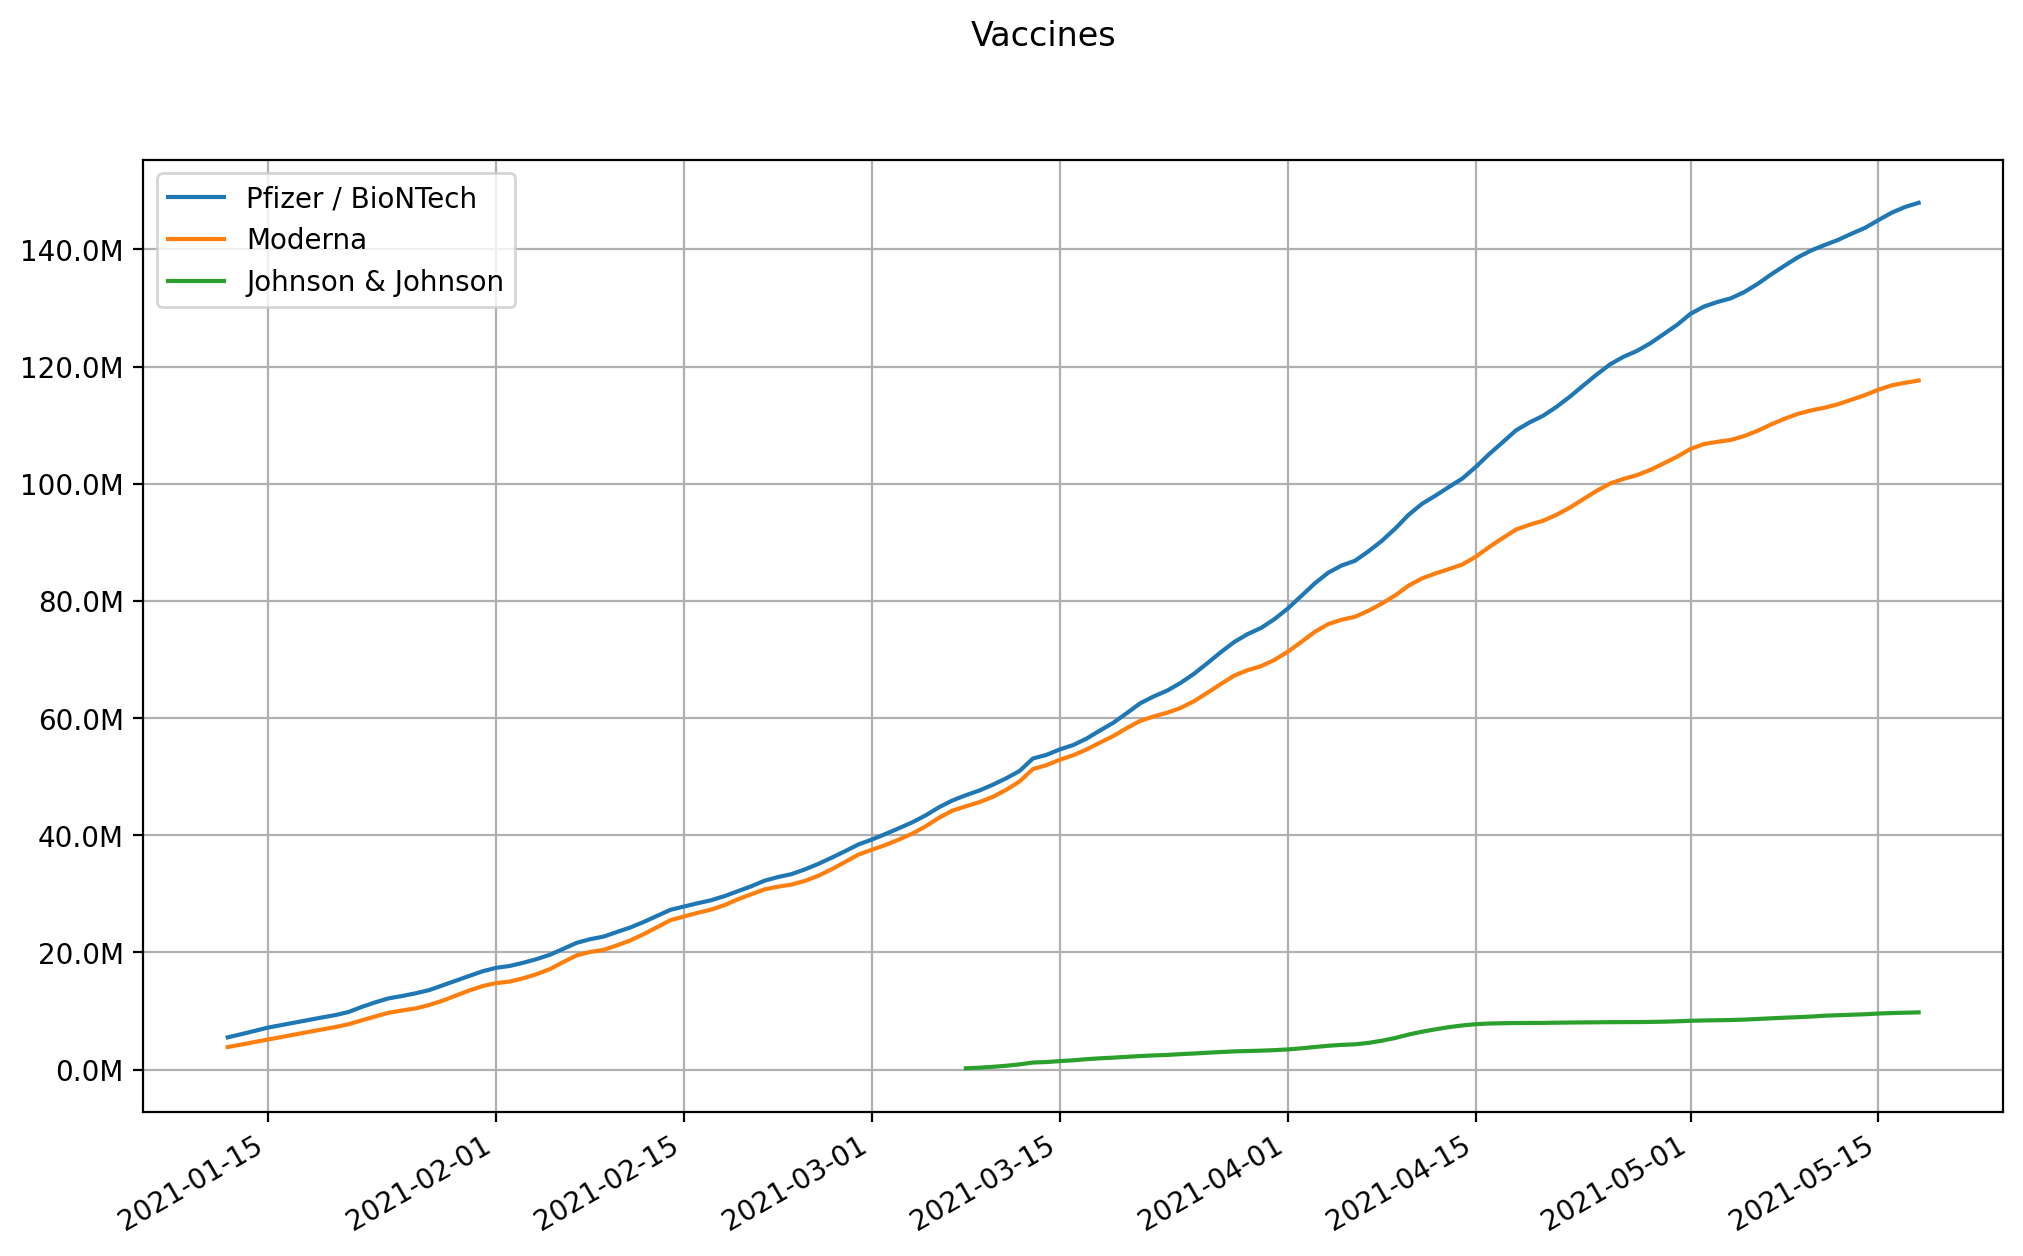 Vaccines
Pfizer / BioNTech
Moderna
Johnson & Johnson
140.0M
120.0M
100.0M
80.0M
60.0M
40.0M
20.0M
0.0M
2021-01-15
2021-02-01
2021-02-15
2021-03-01
2021-03-15
2021-04-01
2021-04-15
2021-05-01
2021-05-15